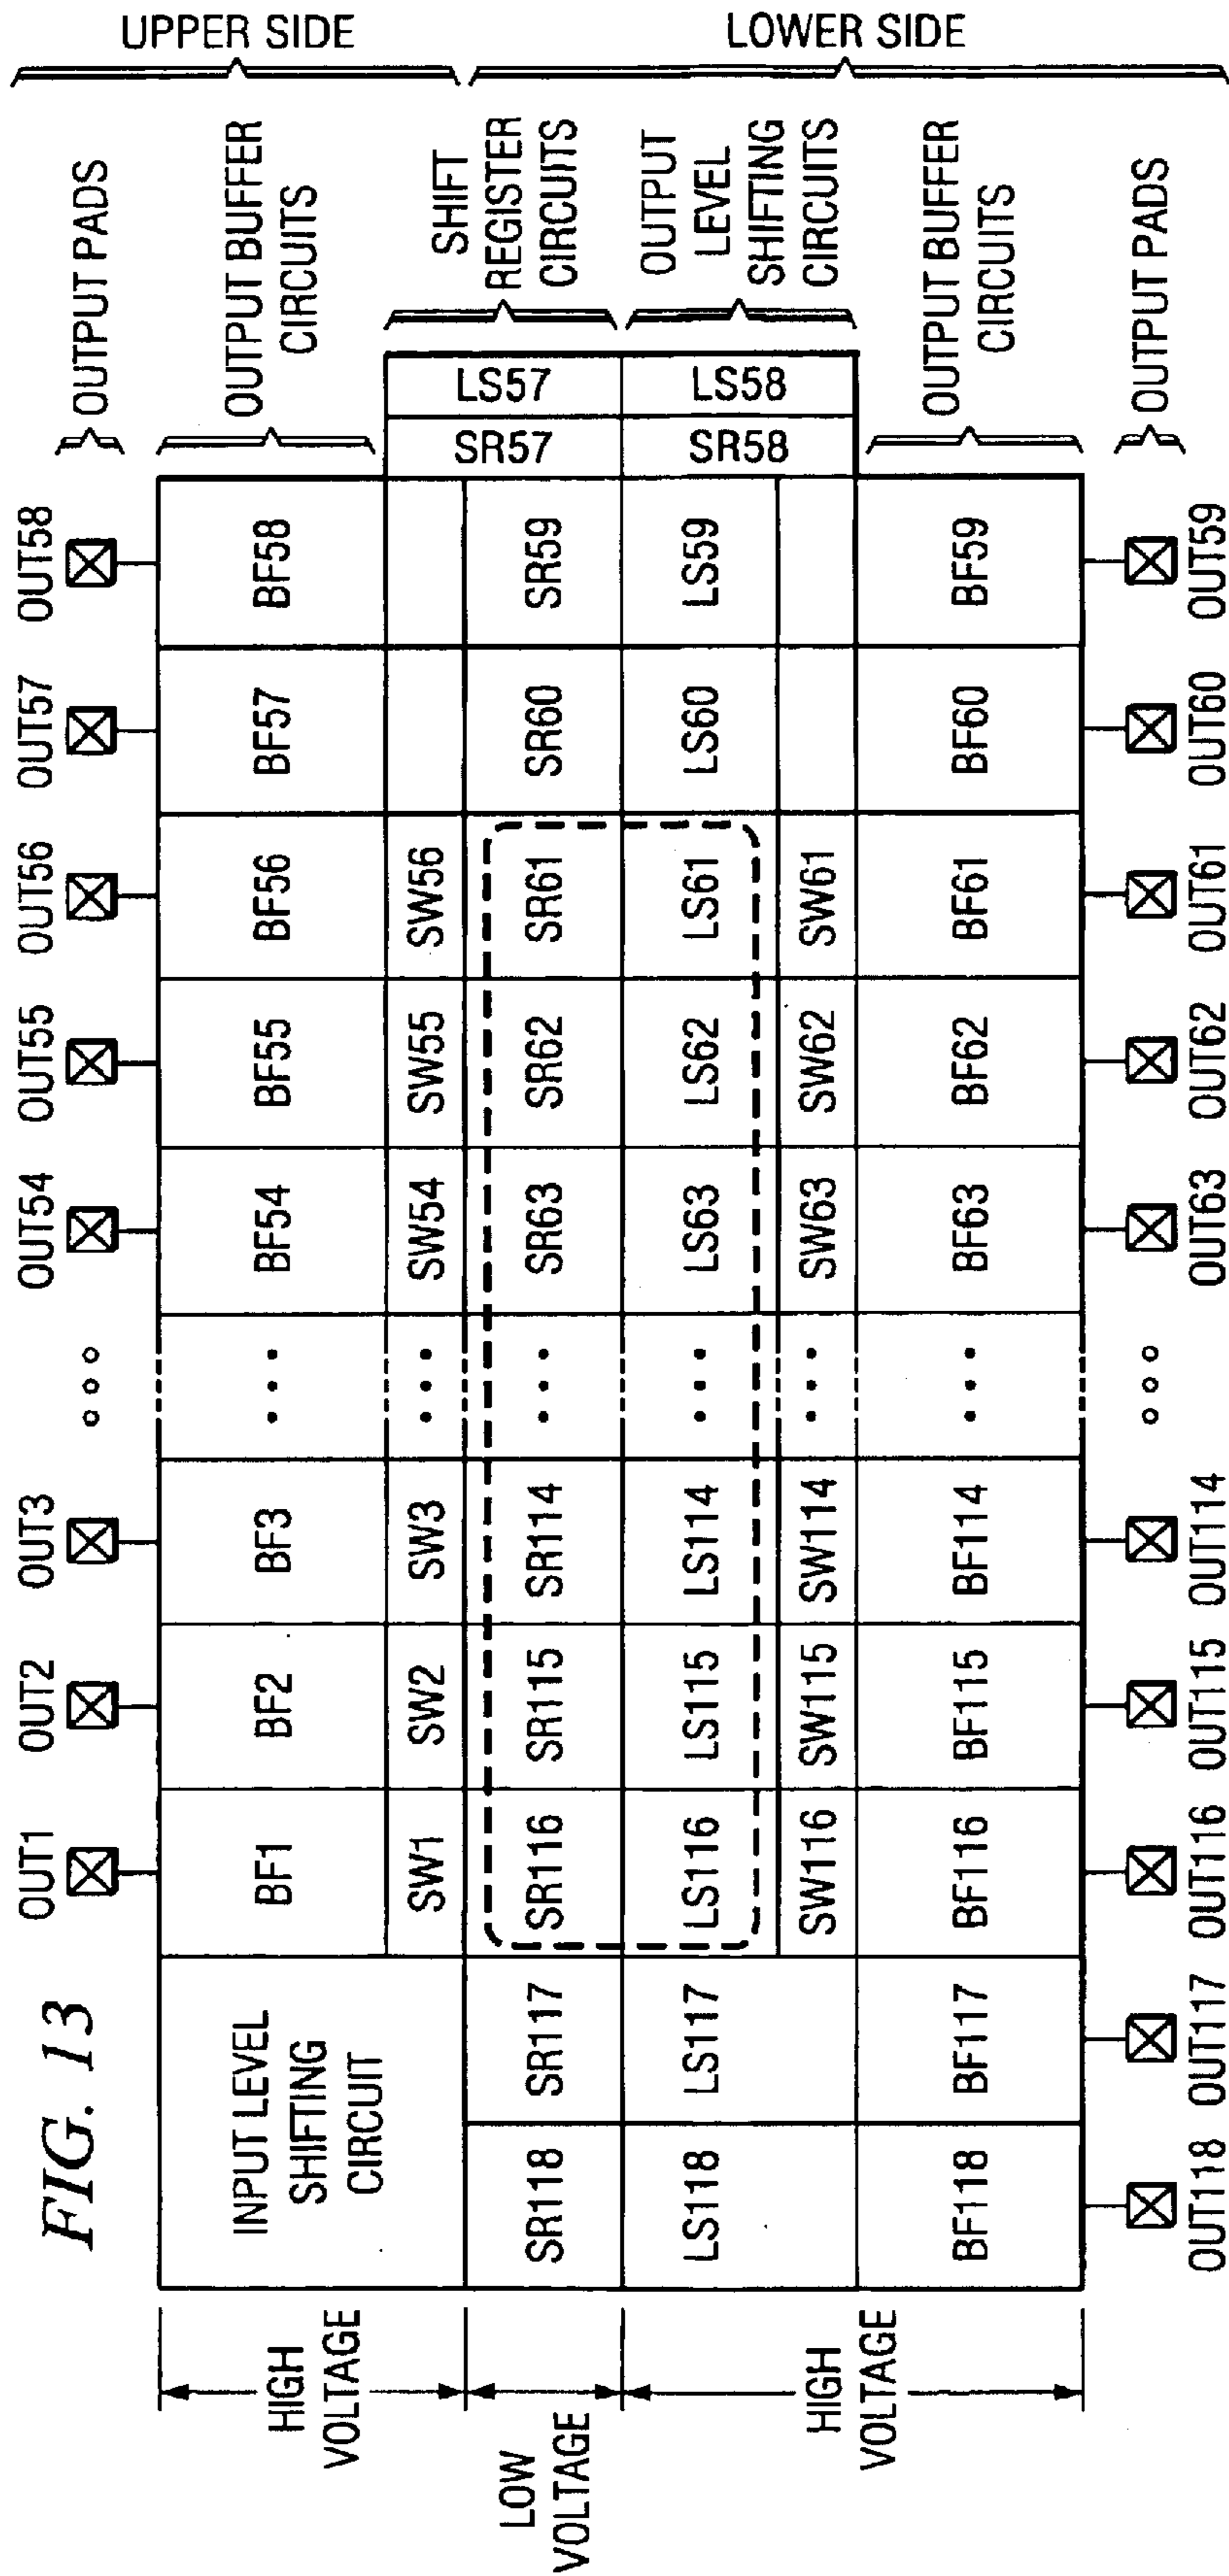 FIG. 13
OUT1 OUT2 OUT3 OUT54 OUT55 OUT56 OUT57 OUT58
OUTPUT PADS
UPPER SIDE
HIGH
VOLTAGE
INPUT LEVEL
SHIFTING
CIRCUIT
BF1 BF2 BF3 • • • BF54 BF55 BF56 BF57 BF58
OUTPUT BUFFER
CIRCUITS
SW1 SW2 SW3 • • • SW54 SW55 SW56
LOW
VOLTAGE
SR118 SR117 SR116 SR115 SR114 • • • SR63 SR62 SR61 SR60 SR59
SR57 LS57
SHIFT
REGISTER
CIRCUITS
LS118 LS117 LS116 LS115 LS114 • • • LS63 LS62 LS61 LS60 LS59
SR58 LS58
OUTPUT
LEVEL
SHIFTING
CIRCUITS
LOWER SIDE
HIGH
VOLTAGE
SW116 SW115 SW114 • • • SW63 SW62 SW61
BF118 BF117 BF116 BF115 BF114 • • • BF63 BF62 BF61 BF60 BF59
OUTPUT BUFFER
CIRCUITS
OUTPUT PADS
OUT118 OUT117 OUT116 OUT115 OUT114 OUT63 OUT62 OUT61 OUT60 OUT59